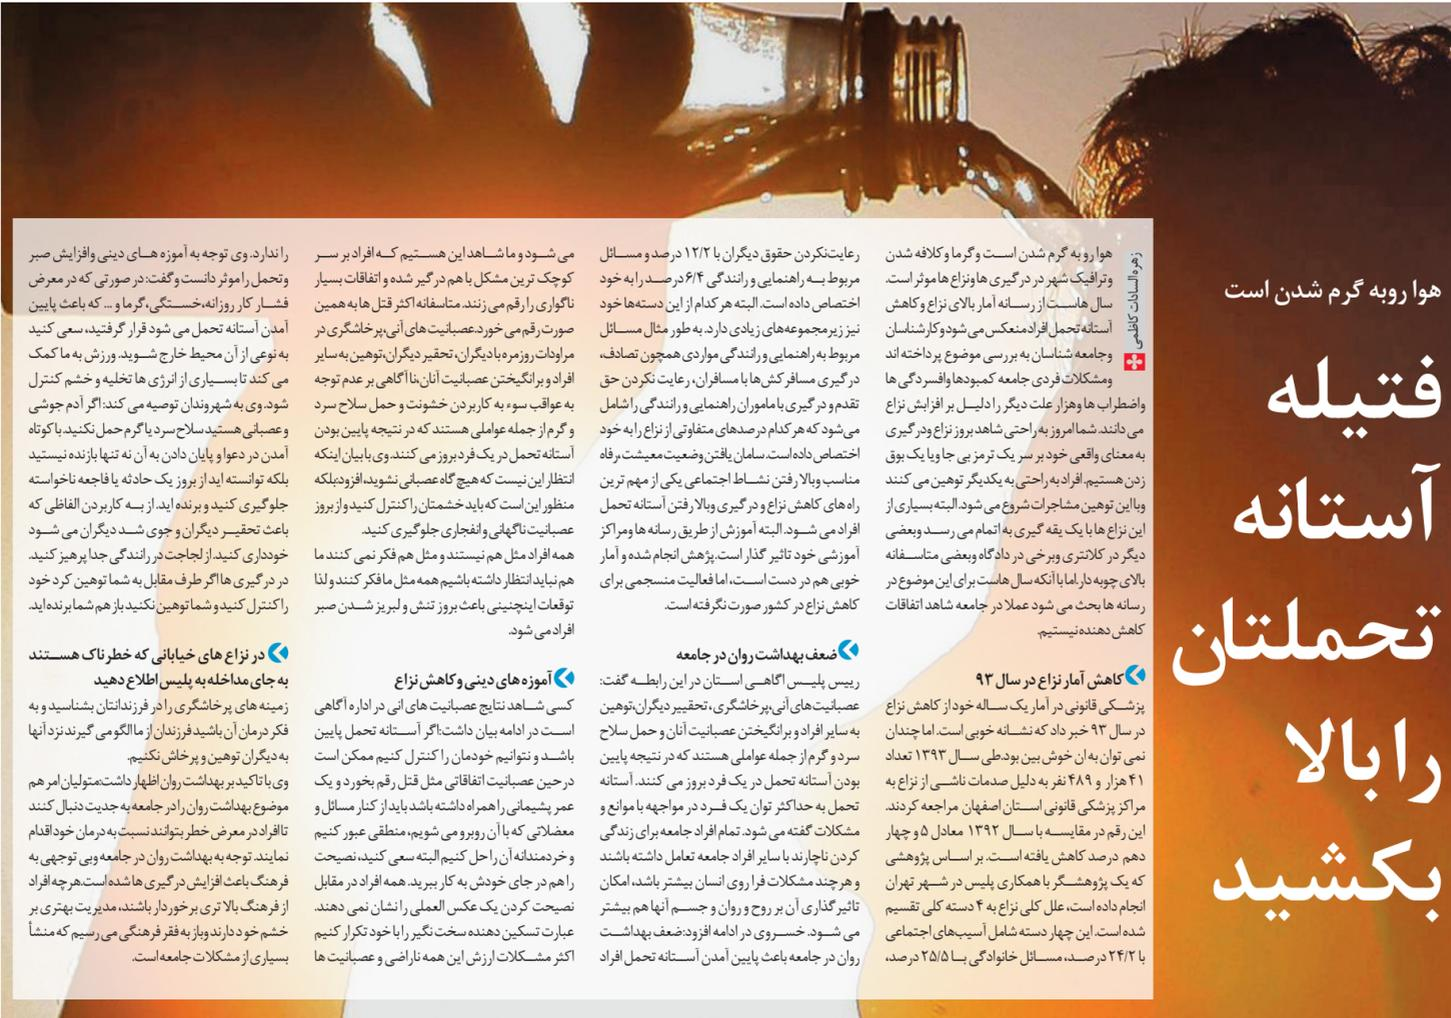 هوا روبه گرم شدن است
فتیله
آستانه
تحملتان
را بالا
بکشید
زهره السادات کاظمی
هوا رو به گرم شدن است و گرما و کلافه شدن
و ترافیک شهر در درگیری ها ونزاع ها موثر است.
سال هاست از رسانه آمار بالای نزاع و کاهش
آستانه تحمل افراد منعکس می شود و کارشناسان
وجامعه شناسان به بررسی موضوع پرداخته اند
ومشکلات فردی جامعه کمبودها وافسردگی ها
واضطراب ها وهزار علت دیگر را دلیل بر افزایش نزاع
می دانند. شما امروز به راحتی شاهد بروز نزاع ودرگیری
به معنای واقعی خود بر سر یک ترمز بی جا ویا یک بوق
زدن هستیم. افراد به راحتی به یکدیگر توهین می کنند
وبااین توهین مشاجرات شروع می شود. البته بسیاری از
این نزاع ها با یک یقه گیری به اتمام می رسد وبعضی
دیگر در کلانتری وبرخی در دادگاه وبعضی متاسفانه
بالای چوبه دار. اما با آنکه سال هاست برای این موضوع در
رسانه ها بحث می شود عملا در جامعه شاهد اتفاقات
کاهش دهنده نیستیم.
کاهش آمار نزاع در سال ۹۳
پزشکی قانونی در آمار یک ساله خود از کاهش نزاع
در سال ۹۳ خبر داد که نشانه خوبی است. اما چندان
نمی توان به ان خوش بین بود. طی سال ۱۳۹۳ تعداد
۴۱ هزار و ۴۸۹ نفر به دلیل صدمات ناشی از نزاع به
مراکز پزشکی قانونی استان اصفهان مراجعه کردند.
این رقم در مقایسه با سال ۱۳۹۲ معادل ۵ و چهار
دهم درصد کاهش یافته است. بر اساس پژوهشی
که یک پژوهشگر با همکاری پلیس در شهر تهران
انجام داده است، علل کلی نزاع به ۴ دسته کلی تقسیم
شده است. این چهار دسته شامل آسیب‌های اجتماعی
با ۲۴/۲ درصد، مسائل خانوادگی با ۲۵/۵ درصد،
رعایت‌نکردن حقوق دیگران با ۱۲/۲ درصد و مسائل
مربوط به راهنمایی و رانندگی ۶/۴درصد را به خود
اختصاص داده است. البته هر کدام از این دسته‌ها خود
نیز زیرمجموعه‌های زیادی دارد. به طور مثال مسائل
مربوط به راهنمایی و رانندگی مواردی همچون تصادف،
درگیری مسافرکش‌ها با مسافران، رعایت نکردن حق
تقدم و درگیری با ماموران راهنمایی و رانندگی را شامل
می‌شود که هر کدام درصدهای متفاوتی از نزاع را به خود
اختصاص داده است. سامان یافتن وضعیت معیشت، رفاه
مناسب وبالا رفتن نشاط اجتماعی یکی از مهم ترین
راه های کاهش نزاع و درگیری وبالا رفتن آستانه تحمل
افراد می شود. البته آموزش از طریق رسانه ها ومراکز
آموزشی خود تاثیر گذار است. پژهش انجام شده و آمار
خوبی هم در دست است، اما فعالیت منسجمی برای
کاهش نزاع در کشور صورت نگرفته است.
ضعف بهداشت روان در جامعه
رییس پلیس اگاهی استان در این رابطه گفت:
عصبانیت‌های آنی، پرخاشگری، تحقییر دیگران، توهین
به سایر افراد و برانگیختن عصبانیت آنان و حمل سلاح
سرد و گرم از جمله عواملی هستند که در نتیجه پایین
بودن آستانه تحمل در یک فرد بروز می کنند. آستانه
تحمل به حداکثر توان یک فرد در مواجهه با موانع و
مشکلات گفته می شود. تمام افراد جامعه برای زندگی
کردن ناچارند با سایر افراد جامعه تعامل داشته باشند
و هر چند مشکلات فرا روی انسان بیشتر باشد، امکان
تاثیر گذاری آن بر روح و روان و جسم آنها هم بیشتر
می شود. خسروی در ادامه افزود: ضعف بهداشت
روان در جامعه باعث پایین آمدن آستانه تحمل افراد
می شود و ما شاهد این هستیم که افراد بر سر
کوچک ترین مشکل با هم درگیر شده و اتفاقات بسیار
ناگواری را رقم می زنند. متاسفانه اکثر قتل ها به همین
صورت رقم می خورد. عصبانیت های آنی، پرخاشگری در
مراودات روزمره با دیگران، تحقیر دیگران، توهین به سایر
افراد و برانگیختن عصبانیت آنان، نا آگاهی بر عدم توجه
به عواقب سوء به کار بردن خشونت و حمل سلاح سرد
و گرم از جمله عواملی هستند که در نتیجه پایین بودن
آستانه تحمل در یک فرد بروز می کنند. وی با بیان اینکه
انتظار این نیست که هیچ گاه عصبانی نشوید، افزود: بلکه
منظور این است که باید خشمتان را کنترل کنید و از بروز
عصبانیت ناگهانی و انفجاری جلوگیری کنید.
همه افراد مثل هم نیستند و مثل هم فکر نمی کنند ما
هم نباید انتظار داشته باشیم همه مثل ما فکر کنند و لذا
توقعات اینچنینی باعث بروز تنش و لبریز شدن صبر
افراد می شود.
آموزه های دینی و کاهش نزاع
کسی شاهد نتایج عصبانیت های انی در اداره آگاهی
است در ادامه بیان داشت: اگر آستانه تحمل پایین
باشد و نتوانیم خودمان را کنترل کنیم ممکن است
در حین عصبانیت اتفاقاتی مثل قتل رقم بخورد و یک
عمر پشیمانی را همراه داشته باشد باید از کنار مسائل و
معضلاتی که با آن روبرو می شویم، منطقی عبور کنیم
و خردمندانه آن را حل کنیم البته سعی کنید، نصیحت
را هم در جای خودش به کار ببرید. همه افراد در مقابل
نصیحت کردن یک عکس العملی را نشان نمی دهند.
عبارت تسکین دهنده سخت نگیر را با خود تکرار کنیم
اکثر مشکلات ارزش این همه ناراضی و عصبانیت ها
را ندارد. وی توجه به آموزه های دینی وافزایش صبر
وتحمل را موثر دانست و گفت: در صورتی که در معرض
فشار کار روزانه، خستگی، گرما و ... که باعث پایین
آمدن آستانه تحمل می شود قرار گرفتید، سعی کنید
به نوعی از آن محیط خارج شوید. ورزش به ما کمک
می کند تا بسیاری از انرژی ها تخلیه و خشم کنترل
شود. وی به شهروندان توصیه می کند: اگر آدم جوشی
و عصبانی هستید سلاح سرد یا گرم حمل نکنید. با کوتاه
آمدن در دعوا و پایان دادن به آن نه تنها بازنده نیستید
بلکه توانسته اید از بروز یک حادثه یا فاجعه ناخواسته
جلوگیری کنید و برنده اید. از به کار بردن الفاظی که
باعث تحقیر دیگران و جوی شد دیگران می شود
خودداری کنید. از لجاجت در رانندگی جدا پرهیز کنید.
در درگیری ها اگر طرف مقابل به شما توهین کرد خود
را کنترل کنید و شما توهین نکنید باز هم شما برنده اید.
در نزاع های خیابانی که خطرناک هستند
به جای مداخله به پلیس اطلاع دهید
زمینه های پرخاشگری را در فرزندانتان بشناسید و به
فکر درمان آن باشید فرزندان از ما الگو می گیرند نزد آنها
به دیگران توهین و پرخاش نکنیم.
وی با تاکید بر بهداشت روان اظهار داشت: متولیان امر هم
موضوع بهداشت روان را در جامعه به جدیت دنبال کنند
تا افراد در معرض خطر بتوانند نسبت به درمان خود اقدام
نمایند. توجه به بهداشت روان در جامعه وبی توجهی به
فرهنگ باعث افزایش درگیری ها شده است. هرچه افراد
از فرهنگ بالا تری برخوردار باشند، مدیریت بهتری بر
خشم خود دارند و باز به فقر فرهنگی می رسیم که منشأ
بسیاری از مشکلات جامعه است.